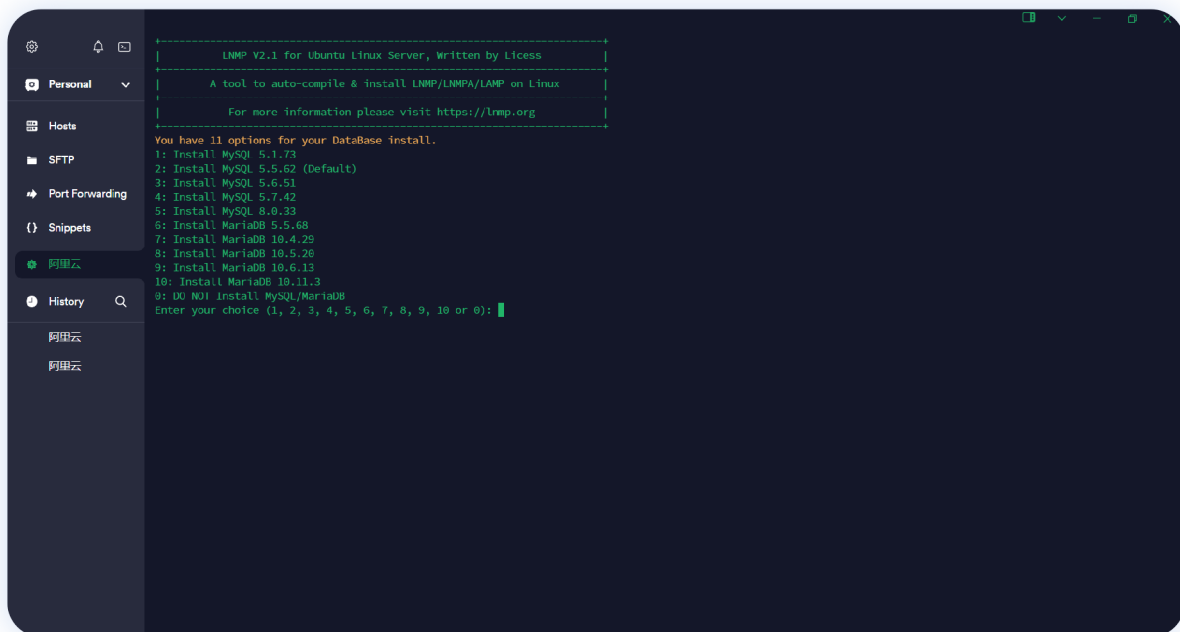 Personal
Hosts
SFTP
Port Forwarding
{} Snippets
阿里云
History
阿里云
阿里云
+------------------------------------------------------------------------+
|          LNMP V2.1 for Ubuntu Linux Server, Written by Licess          |
+------------------------------------------------------------------------+
|        A tool to auto-compile & install LNMP/LNMPA/LAMP on Linux       |
+------------------------------------------------------------------------+
|           For more information please visit https://lnmp.org           |
+------------------------------------------------------------------------+
You have 11 options for your DataBase install.
1: Install MySQL 5.1.73
2: Install MySQL 5.5.62 (Default)
3: Install MySQL 5.6.51
4: Install MySQL 5.7.42
5: Install MySQL 8.0.33
6: Install MariaDB 5.5.68
7: Install MariaDB 10.4.29
8: Install MariaDB 10.5.20
9: Install MariaDB 10.6.13
10: Install MariaDB 10.11.3
0: DO NOT Install MySQL/MariaDB
Enter your choice (1, 2, 3, 4, 5, 6, 7, 8, 9, 10 or 0):